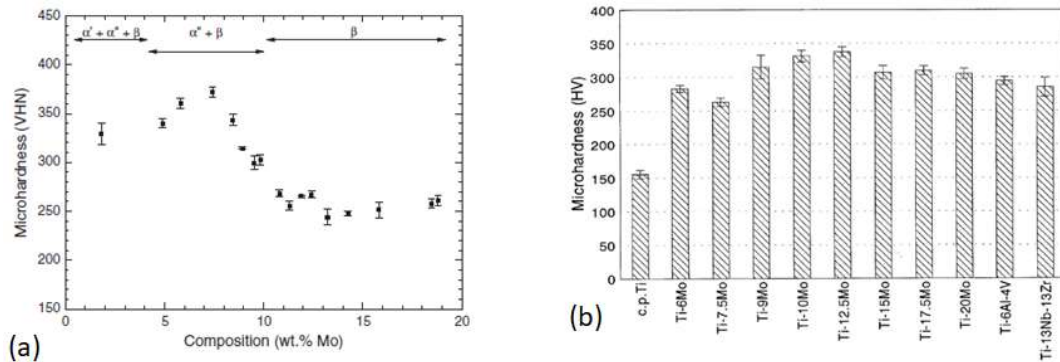 α' + α" + β
α" + β
β
Microhardness (VHN)
450
400
350
300
250
200
150
0
5
10
15
20
Composition (wt.% Mo)
(a)
Microhardness (HV)
400
350
300
250
200
150
100
50
0
c.p.Ti
Ti-6Mo
Ti-7.5Mo
Ti-9Mo
Ti-10Mo
Ti-12.5Mo
Ti-15Mo
Ti-17.5Mo
Ti-20Mo
Ti-6Al-4V
Ti-13Nb-13Zr
(b)